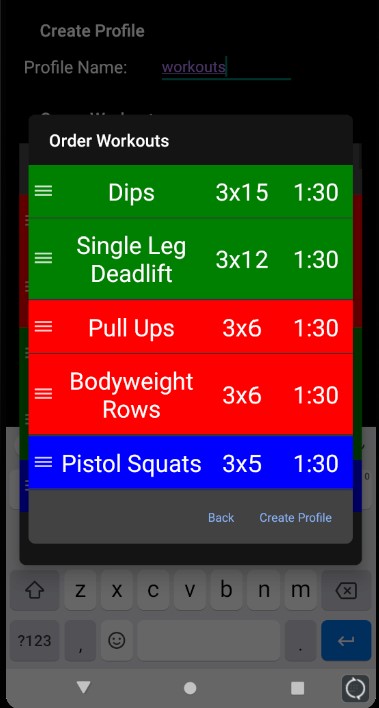 Create Profile
Profile Name: workouts
Order Workouts
Dips 3x15 1:30
Single Leg
Deadlift 3x12 1:30
Pull Ups 3x6 1:30
Bodyweight
Rows 3x6 1:30
Pistol Squats 3x5 1:30
Back Create Profile
z x c v b n m
?123 , .